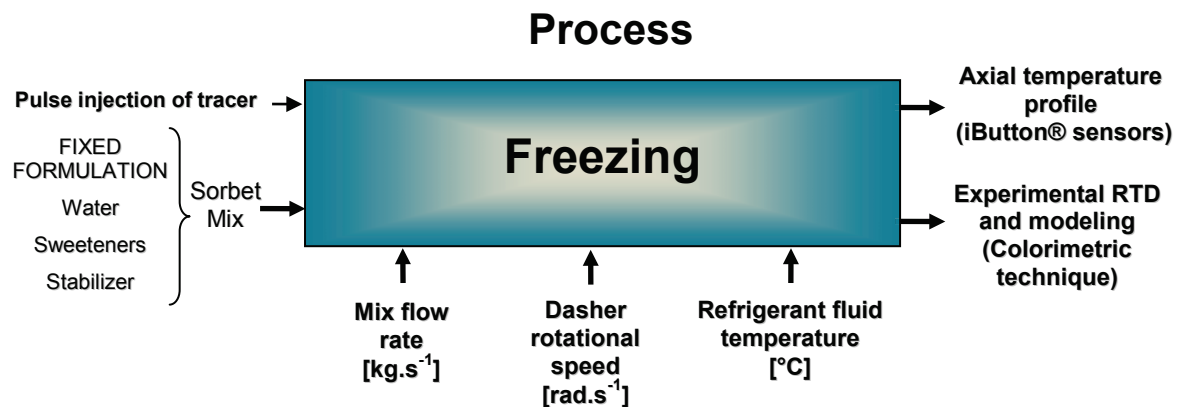 Process
Pulse injection of tracer
FIXED
FORMULATION
Water
Sweeteners
Stabilizer
Sorbet
Mix
Freezing
Axial temperature
profile
(iButton® sensors)
Experimental RTD
and modeling
(Colorimetric
technique)
Mix flow
rate
[kg.s⁻¹]
Dasher
rotational
speed
[rad.s⁻¹]
Refrigerant fluid
temperature
[°C]